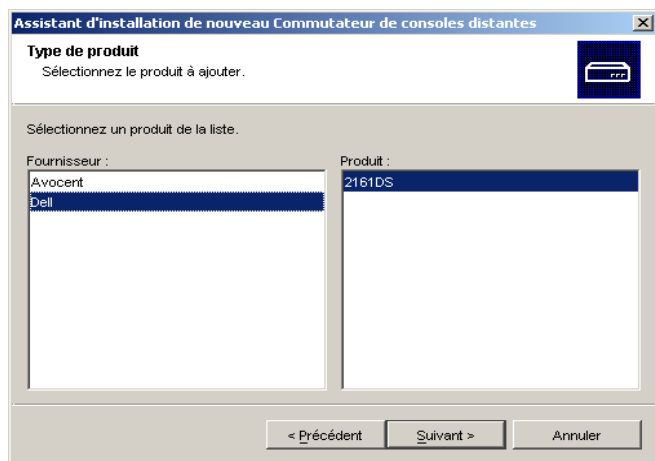 Assistant d'installation de nouveau Commutateur de consoles distantes
Type de produit
Sélectionnez le produit à ajouter.
Sélectionnez un produit de la liste.
Fournisseur :
Produit :
Avocent
2161DS
Dell
< Précédent
Suivant >
Annuler